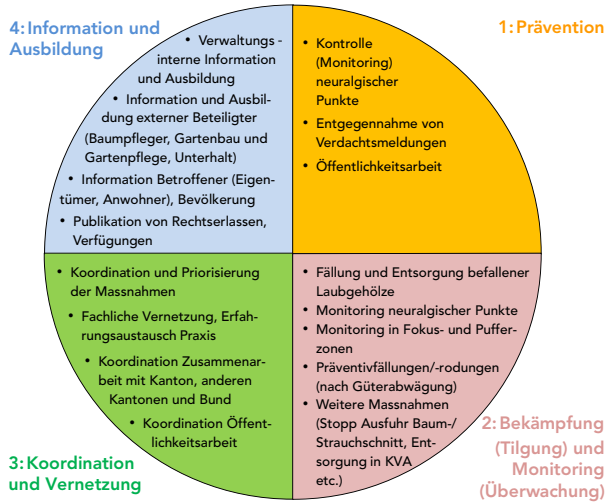 4: Information und
Ausbildung
• Verwaltungs -
interne Information
und Ausbildung
• Information und Ausbil-
dung externer Beteiligter
(Baumpfleger, Gartenbau und
Gartenpflege, Unterhalt)
• Information Betroffener (Eigen-
tümer, Anwohner), Bevölkerung
• Publikation von Rechtserlassen,
Verfügungen
1: Prävention
• Kontrolle
(Monitoring)
neuralgischer
Punkte
• Entgegennahme von
Verdachtsmeldungen
• Öffentlichkeitsarbeit
• Koordination und Priorisierung
der Massnahmen
• Fachliche Vernetzung, Erfah-
rungsaustausch Praxis
• Koordination Zusammenar-
beit mit Kanton, anderen
Kantonen und Bund
• Koordination Öffent-
lichkeitsarbeit
3: Koordination
und Vernetzung
• Fällung und Entsorgung befallener
Laubgehölze
• Monitoring neuralgischer Punkte
• Monitoring in Fokus- und Puffer-
zonen
• Präventivfällungen/-rodungen
(nach Güterabwägung)
• Weitere Massnahmen
(Stopp Ausfuhr Baum-/
Strauchschnitt, Ent-
sorgung in KVA
etc.)
2: Bekämpfung
(Tilgung) und
Monitoring
(Überwachung)